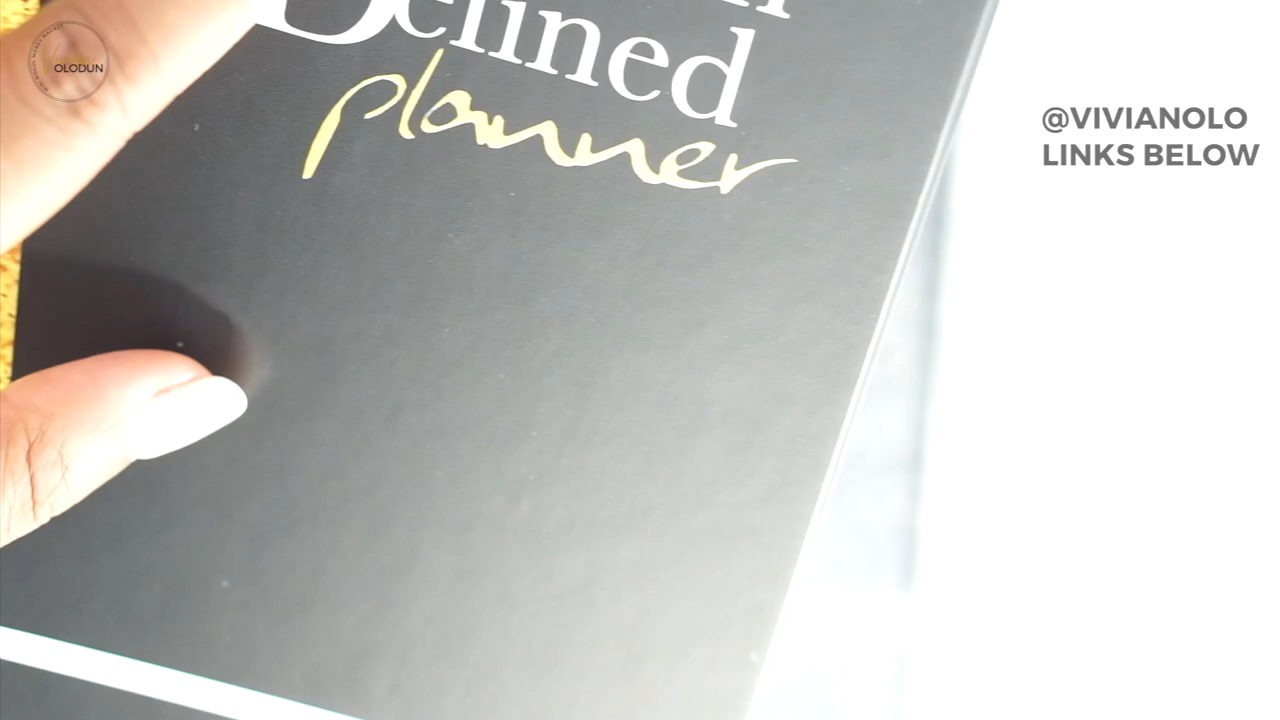 Defined
planner
OLODUN
@VIVIANOLO
LINKS BELOW